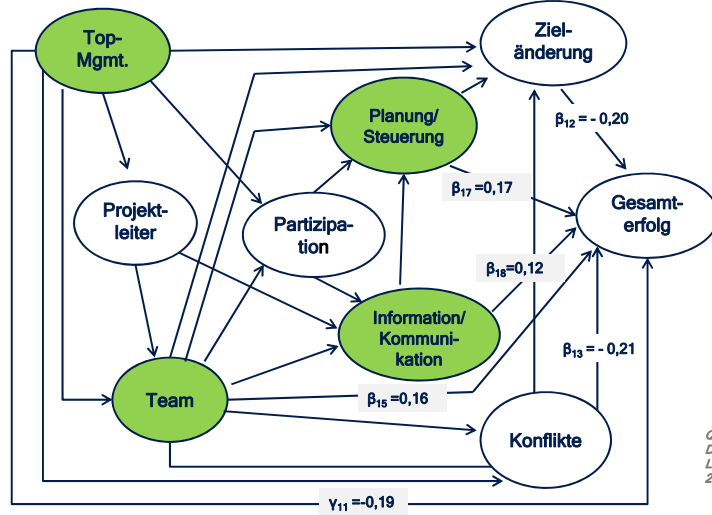 Top-
Mgmt.
Ziel-
änderung
Planung/
Steuerung
β12 = - 0,20
β17 =0,17
Projekt-
leiter
Partizipa-
tion
Gesamt-
erfolg
β18=0,12
Information/
Kommuni-
kation
β13= - 0,21
Team
β15 =0,16
Konflikte
γ11 =-0,19